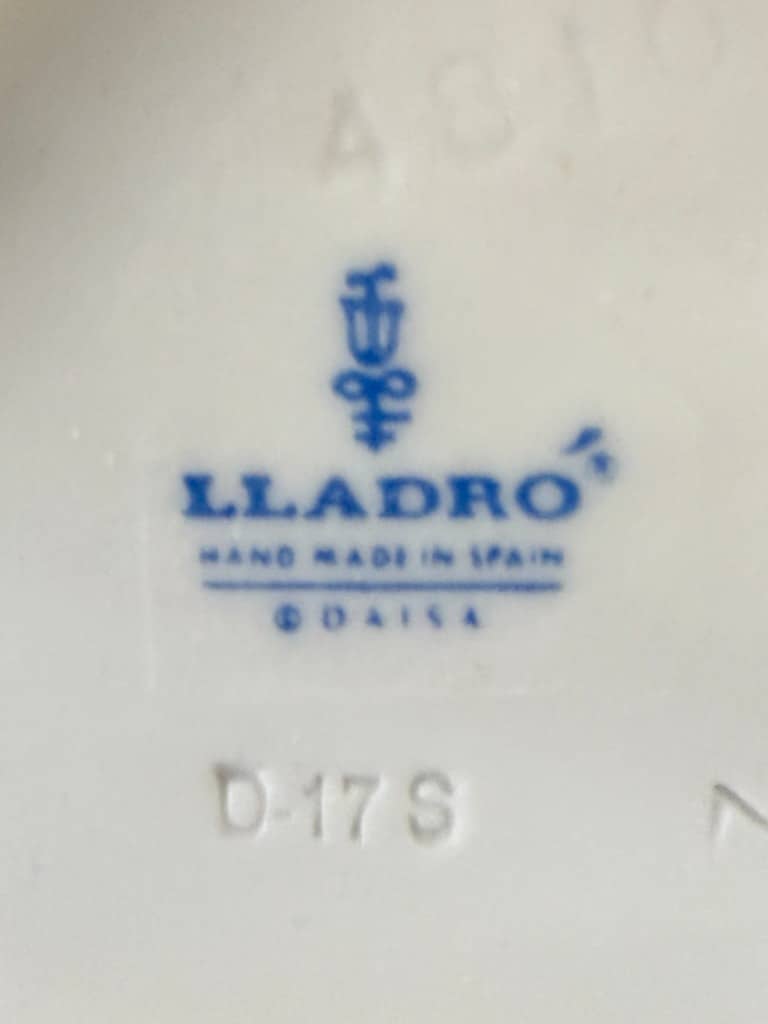 LLADRÓ
HAND MADE IN SPAIN
© DAISA
D-17 S